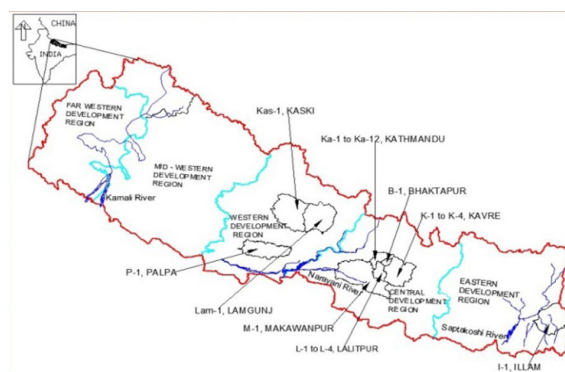 CHINA
INDIA
FAR WESTERN
DEVELOPMENT
REGION
Kas-1, KASKI
Ka-1 to Ka-12, KATHMANDU
MID - WESTERN
DEVELOPMENT
REGION
B-1, BHAKTAPUR
Karnali River
K-1 to K-4, KAVRE
WESTERN
DEVELOPMENT
REGION
P-1, PALPA
Narayani River
CENTRAL
DEVELOPMENT
REGION
EASTERN
DEVELOPMENT
REGION
Lam-1, LAMGUNJ
M-1, MAKAWANPUR
Saptakoshi River
L-1 to L-4, LALITPUR
I-1, ILLAM